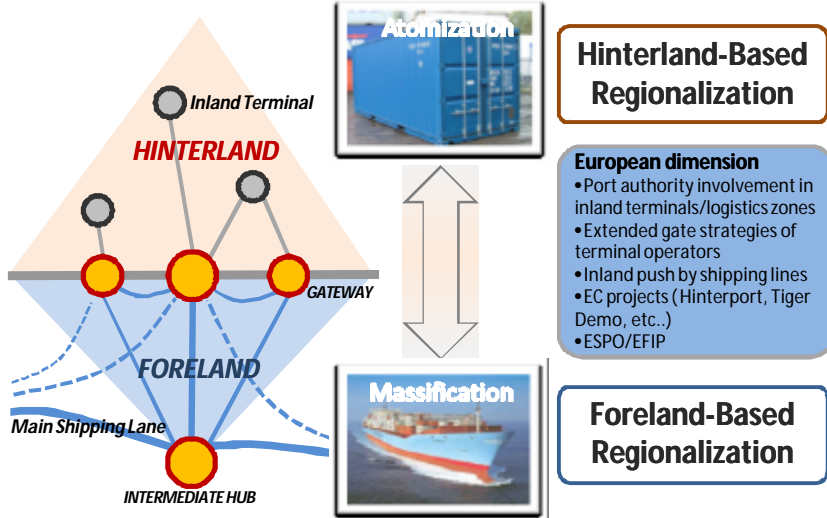 Inland Terminal
HINTERLAND
GATEWAY
FORELAND
Main Shipping Lane
INTERMEDIATE HUB
Atomization
Massification
Hinterland-Based
Regionalization
European dimension
•Port authority involvement in
inland terminals/logistics zones
•Extended gate strategies of
terminal operators
•Inland push by shipping lines
•EC projects (Hinterport, Tiger
Demo, etc..)
•ESPO/EFIP
Foreland-Based
Regionalization